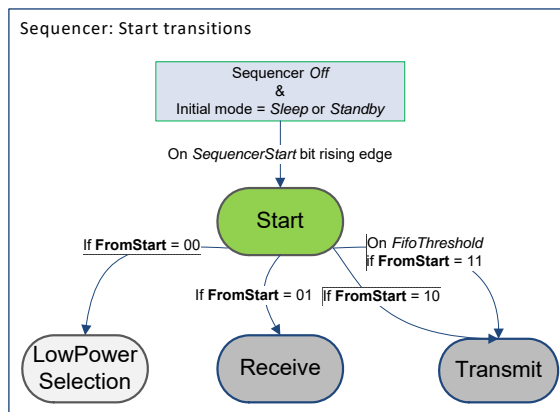 Sequencer: Start transitions
Sequencer Off
&
Initial mode = Sleep or Standby
On SequencerStart bit rising edge
Start
If FromStart = 00
On FifoThreshold
if FromStart = 11
If FromStart = 01
If FromStart = 10
LowPower
Selection
Receive
Transmit